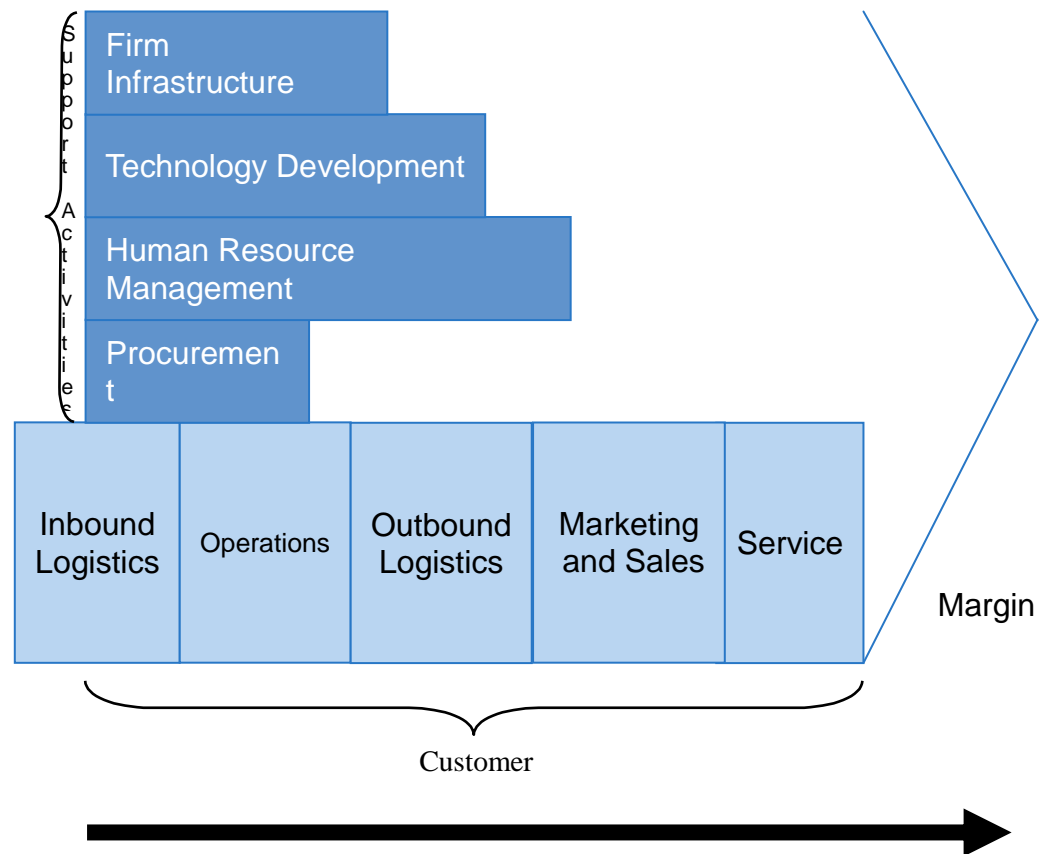 Support Activities
Firm
Infrastructure
Technology Development
Human Resource
Management
Procuremen
t
Inbound
Logistics
Operations
Outbound
Logistics
Marketing
and Sales
Service
Margin
Customer